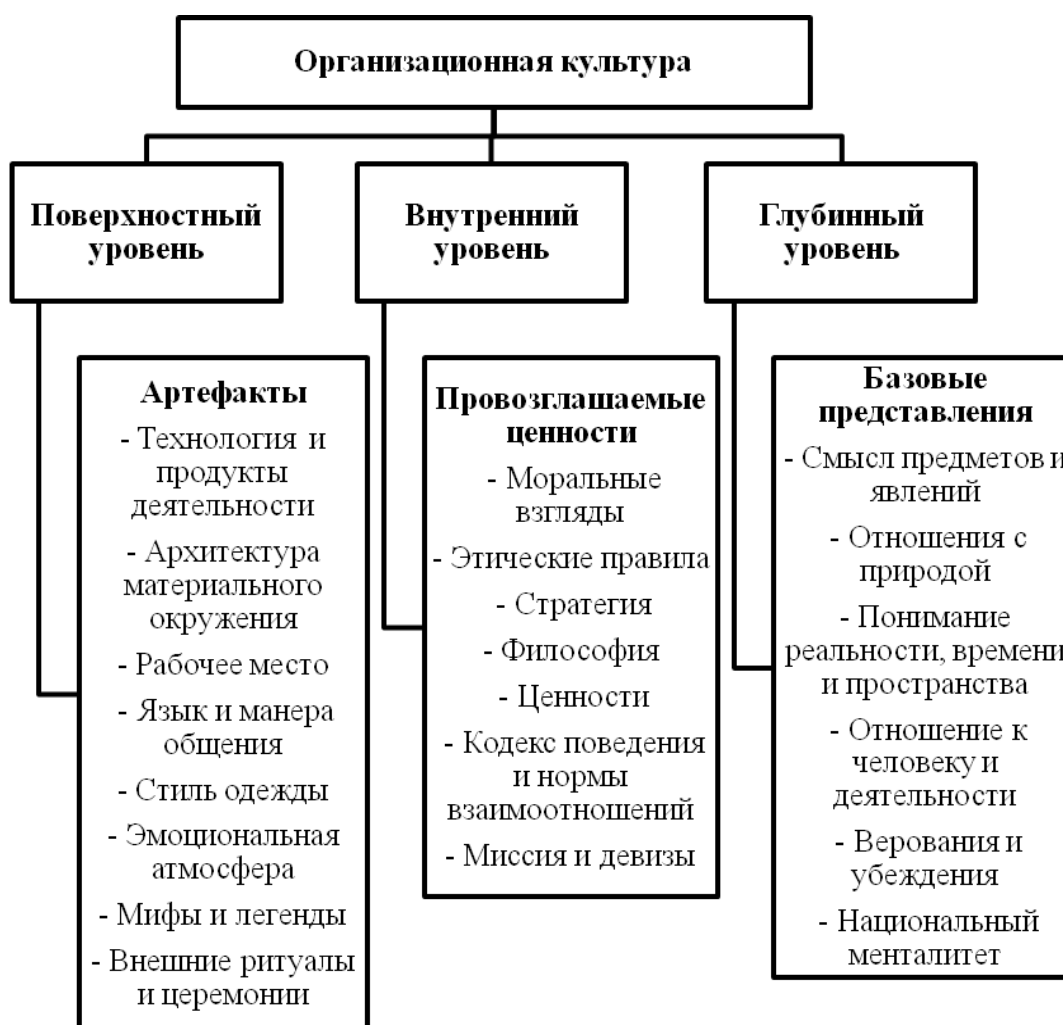 Организационная культура
Поверхностный
уровень
Внутренний
уровень
Глубинный
уровень
Артефакты
- Технология и
продукты
деятельности
- Архитектура
материального
окружения
- Рабочее место
- Язык и манера
общения
- Стиль одежды
- Эмоциональная
атмосфера
- Мифы и легенды
- Внешние ритуалы
и церемонии
Провозглашаемые
ценности
- Моральные
взгляды
- Этические правила
- Стратегия
- Философия
- Ценности
- Кодекс поведения
и нормы
взаимоотношений
- Миссия и девизы
Базовые
представления
- Смысл предметов и
явлений
- Отношения с
природой
- Понимание
реальности, времени
и пространства
- Отношение к
человеку и
деятельности
- Верования и
убеждения
- Национальный
менталитет